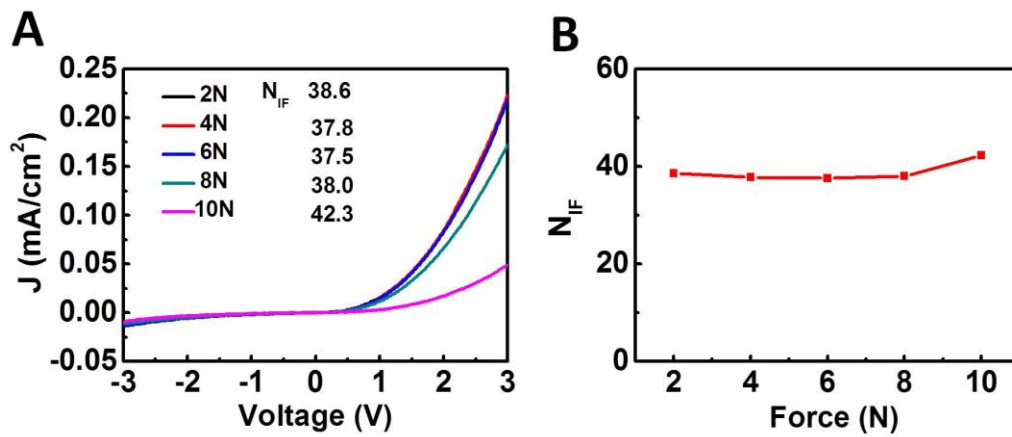 A
J (mA/cm²)
0.25
0.20
0.15
0.10
0.05
0.00
-0.05
2N N_IF 38.6
4N 37.8
6N 37.5
8N 38.0
10N 42.3
-3 -2 -1 0 1 2 3
Voltage (V)
B
N_IF
60
40
20
0
2 4 6 8 10
Force (N)